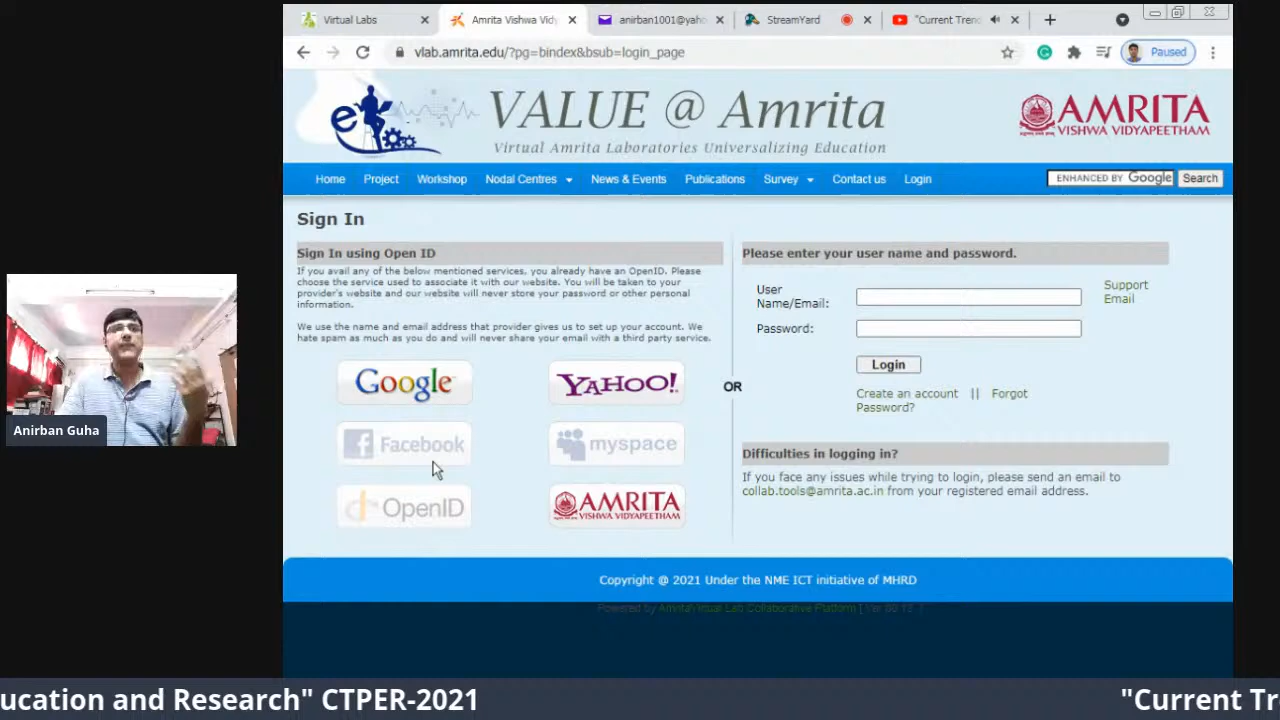 Virtual Labs
Amrita Vishwa Vid
anirban1001@yaho
StreamYard
"Current Tren
vlab.amrita.edu/?pg=bindex&bsub=login_page
Paused
e
VALUE @ Amrita
Virtual Amrita Laboratories Universalizing Education
AMRITA
VISHWA VIDYAPEETHAM
Home Project Workshop Nodal Centres News & Events Publications Survey Contact us Login
ENHANCED BY Google Search
Sign In
Sign In using Open ID
If you avail any of the below mentioned services, you already have an OpenID. Please
choose the service used to associate it with our website. You will be taken to your
provider's website and our website will never store your password or other personal
information.
We use the name and email address that provider gives us to set up your account. We
hate spam as much as you do and will never share your email with a third party service.
Google
YAHOO!
Facebook
myspace
OpenID
AMRITA
VISHWA VIDYAPEETHAM
OR
Please enter your user name and password.
User
Name/Email:
Support
Email
Password:
Login
Create an account || Forgot
Password?
Difficulties in logging in?
If you face any issues while trying to login, please send an email to
collab.tools@amrita.ac.in from your registered email address.
Anirban Guha
Copyright @ 2021 Under the NME ICT initiative of MHRD
Powered by Amrita Virtual Lab Collaborative Platform
ucation and Research" CTPER-2021
"Current Tr